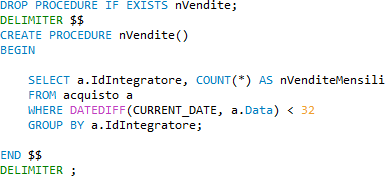 DROP PROCEDURE IF EXISTS nVendite;
DELIMITER $$
CREATE PROCEDURE nVendite()
BEGIN
SELECT a.IdIntegratore, COUNT(*) AS nVenditeMensili
FROM acquisto a
WHERE DATEDIFF(CURRENT_DATE, a.Data) < 32
GROUP BY a.IdIntegratore;
END $$
DELIMITER ;